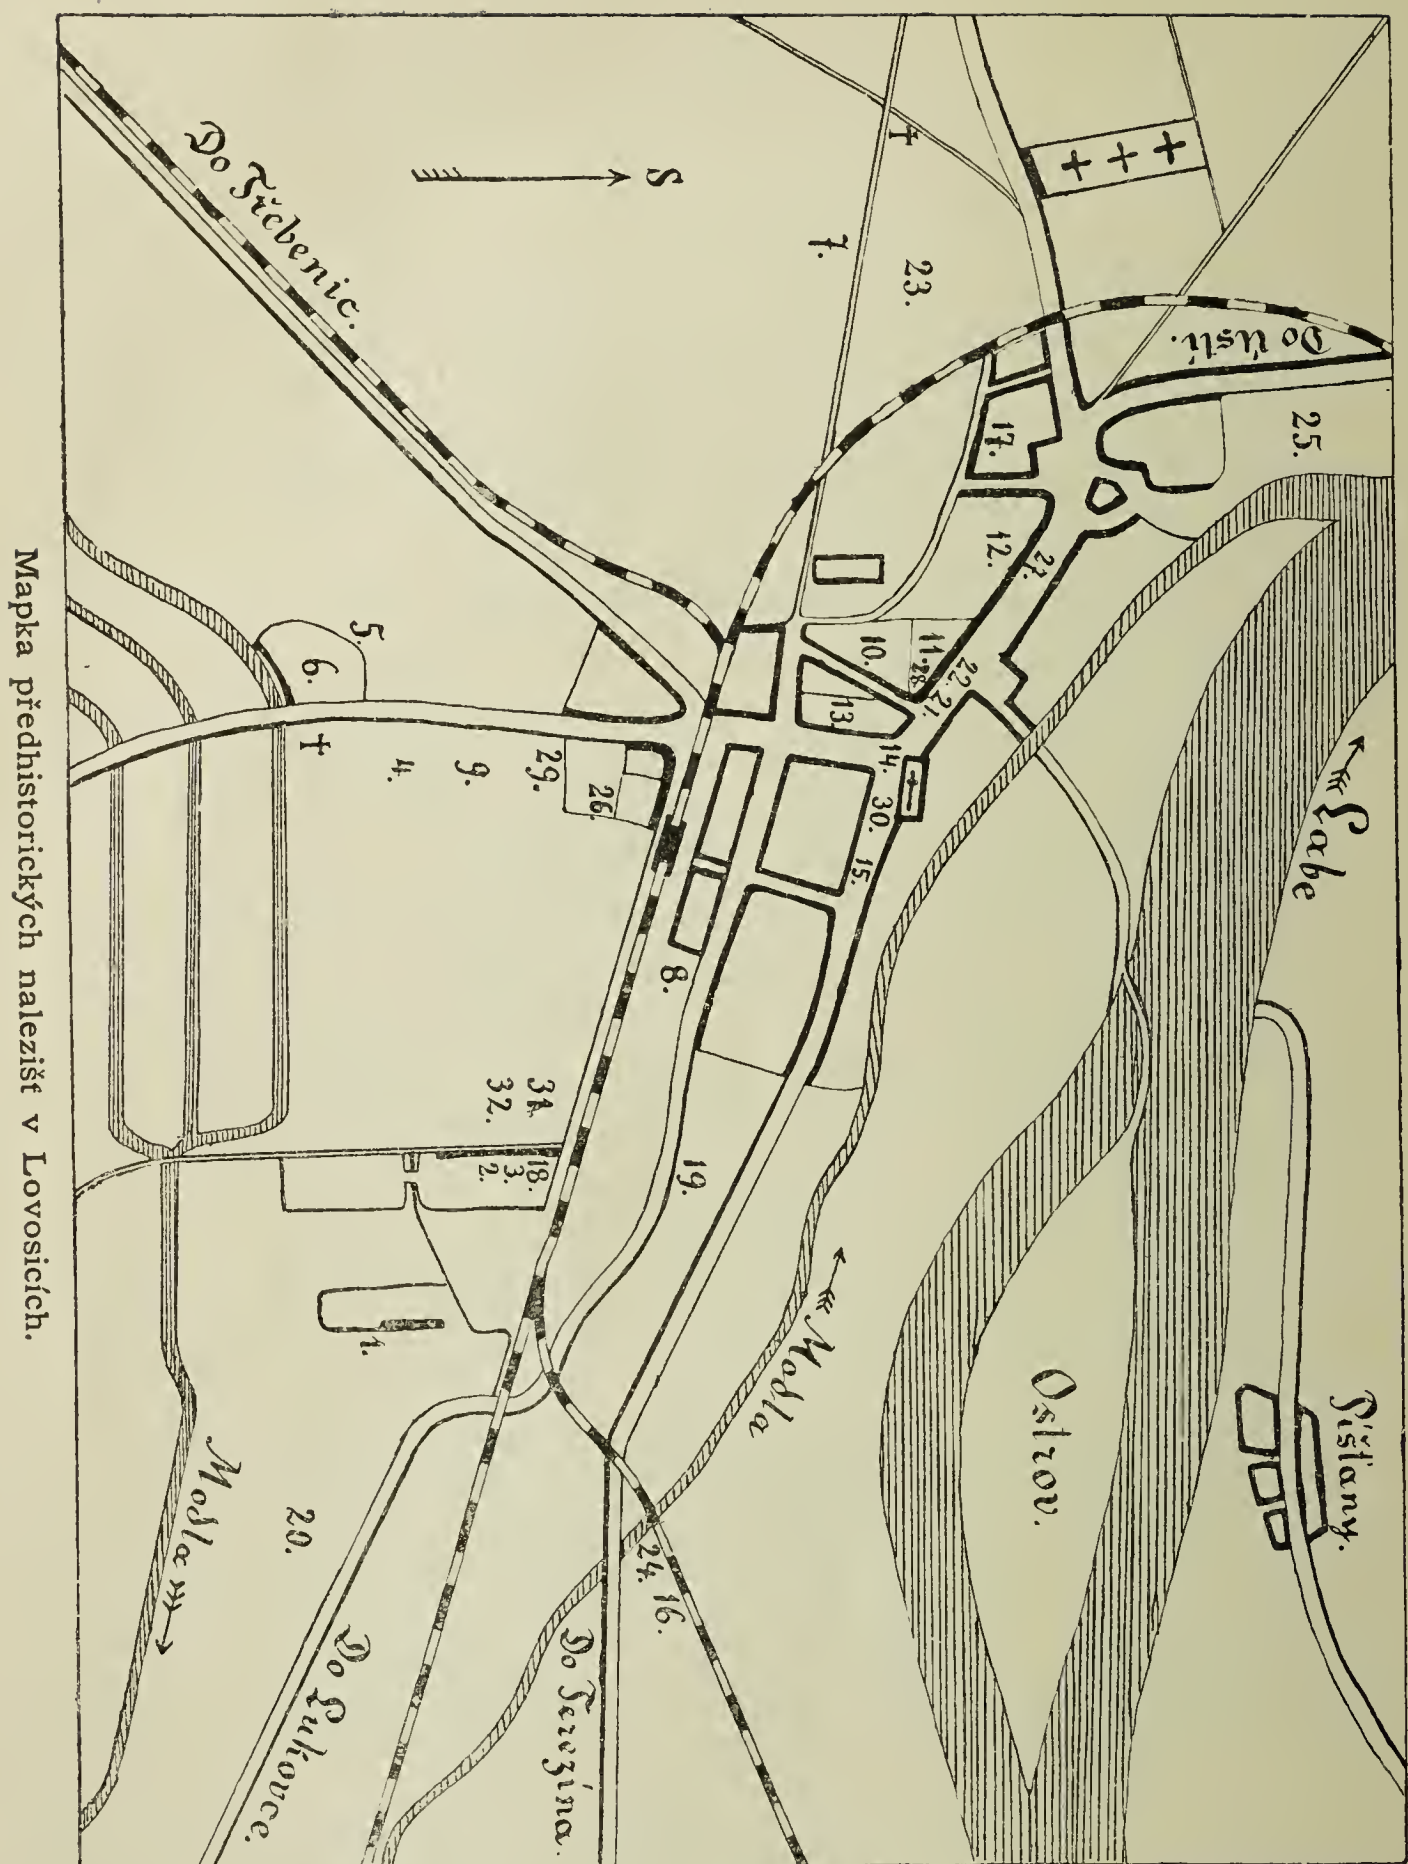 Do Třebenic.
S
7.
23.
Do Ústí.
25.
17.
12.
27.
10.
11.
28.
22.
21.
13.
14.
30.
15.
5.
6.
4.
9.
29.
26.
8.
Labe
Píšťany.
Ostrov.
Modla
31.
32.
18.
3.
2.
19.
1.
20.
24.
16.
Modla
Do Lukovce.
Do Terezína.
Mapka předhistorických nalezišť v Lovosicích.